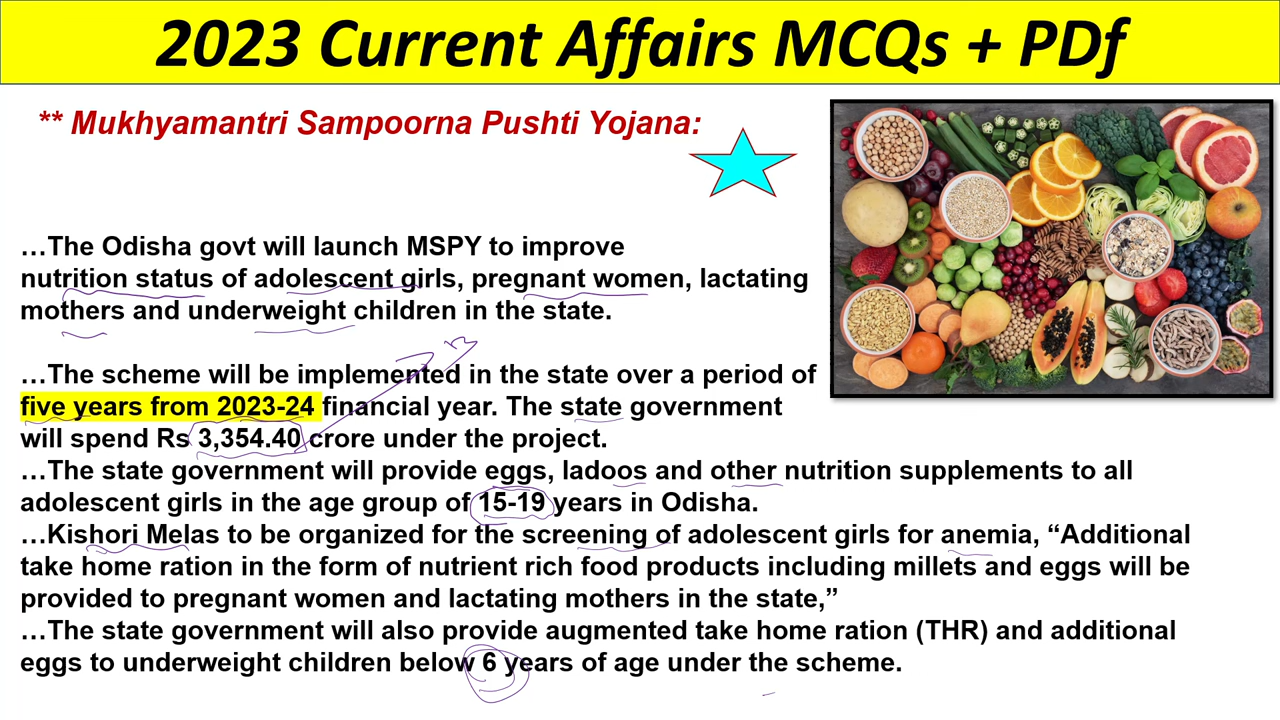 2023 Current Affairs MCQs + PDf
** Mukhyamantri Sampoorna Pushti Yojana:
…The Odisha govt will launch MSPY to improve
nutrition status of adolescent girls, pregnant women, lactating
mothers and underweight children in the state.
…The scheme will be implemented in the state over a period of
five years from 2023-24 financial year. The state government
will spend Rs 3,354.40 crore under the project.
…The state government will provide eggs, ladoos and other nutrition supplements to all
adolescent girls in the age group of 15-19 years in Odisha.
…Kishori Melas to be organized for the screening of adolescent girls for anemia, “Additional
take home ration in the form of nutrient rich food products including millets and eggs will be
provided to pregnant women and lactating mothers in the state,”
…The state government will also provide augmented take home ration (THR) and additional
eggs to underweight children below 6 years of age under the scheme.